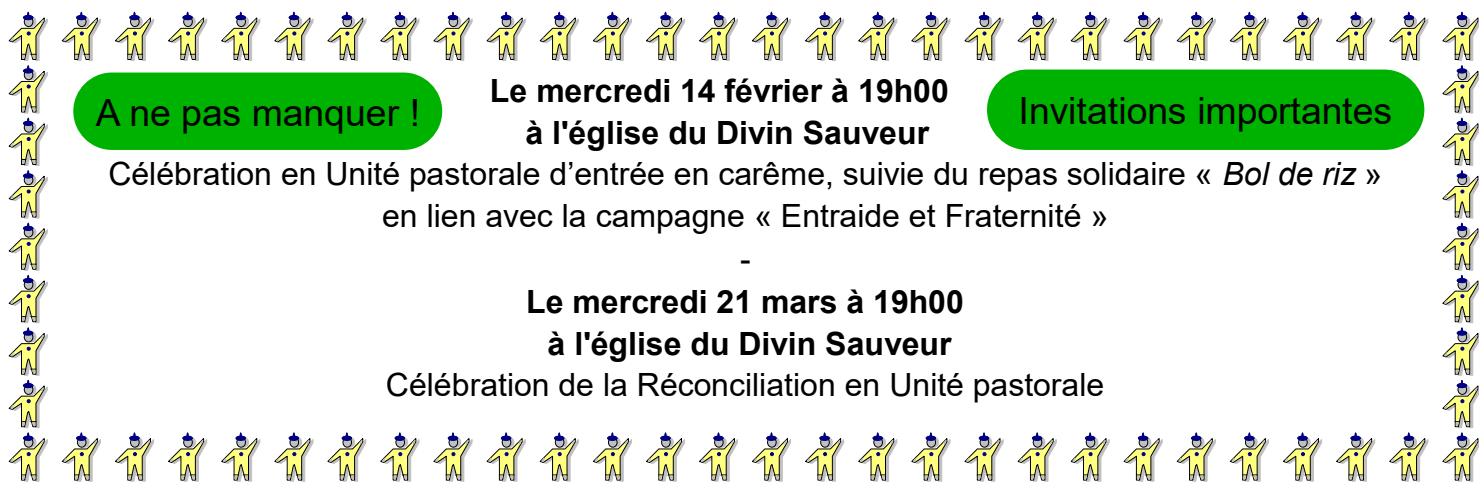 A ne pas manquer !
Le mercredi 14 février à 19h00
Invitations importantes
à l'église du Divin Sauveur
Célébration en Unité pastorale d’entrée en carême, suivie du repas solidaire « Bol de riz »
en lien avec la campagne « Entraide et Fraternité »
-
Le mercredi 21 mars à 19h00
à l'église du Divin Sauveur
Célébration de la Réconciliation en Unité pastorale